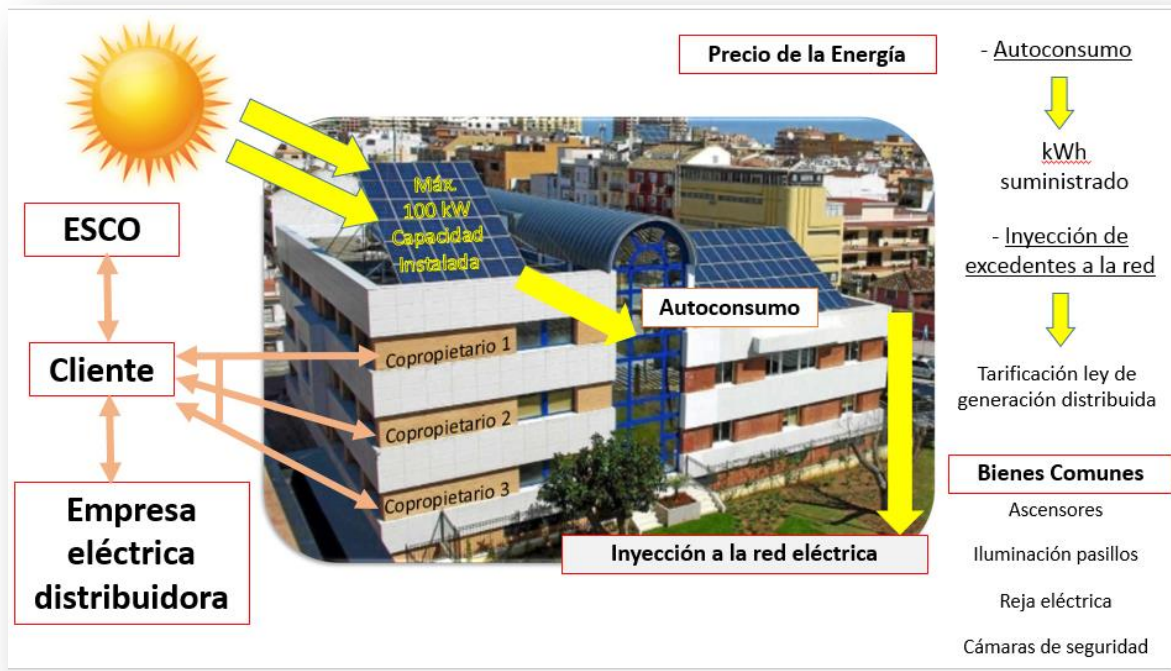 Precio de la Energía
- Autoconsumo
kWh
suministrado
- Inyección de
excedentes a la red
Tarificación ley de
generación distribuida
Bienes Comunes
Ascensores
Iluminación pasillos
Reja eléctrica
Cámaras de seguridad
Máx.
100 kW
Capacidad
Instalada
ESCO
Cliente
Empresa
eléctrica
distribuidora
Autoconsumo
Copropietario 1
Copropietario 2
Copropietario 3
Inyección a la red eléctrica